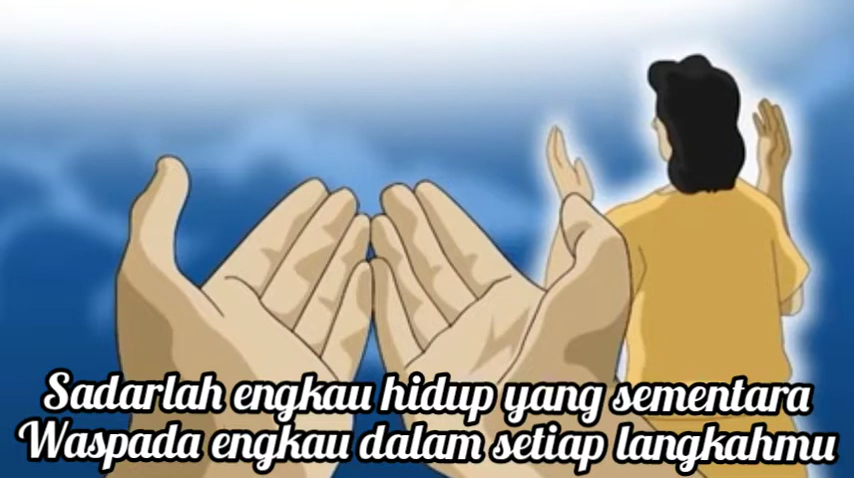 Sadarlah engkau hidup yang sementara
Waspada engkau dalam setiap langkahmu